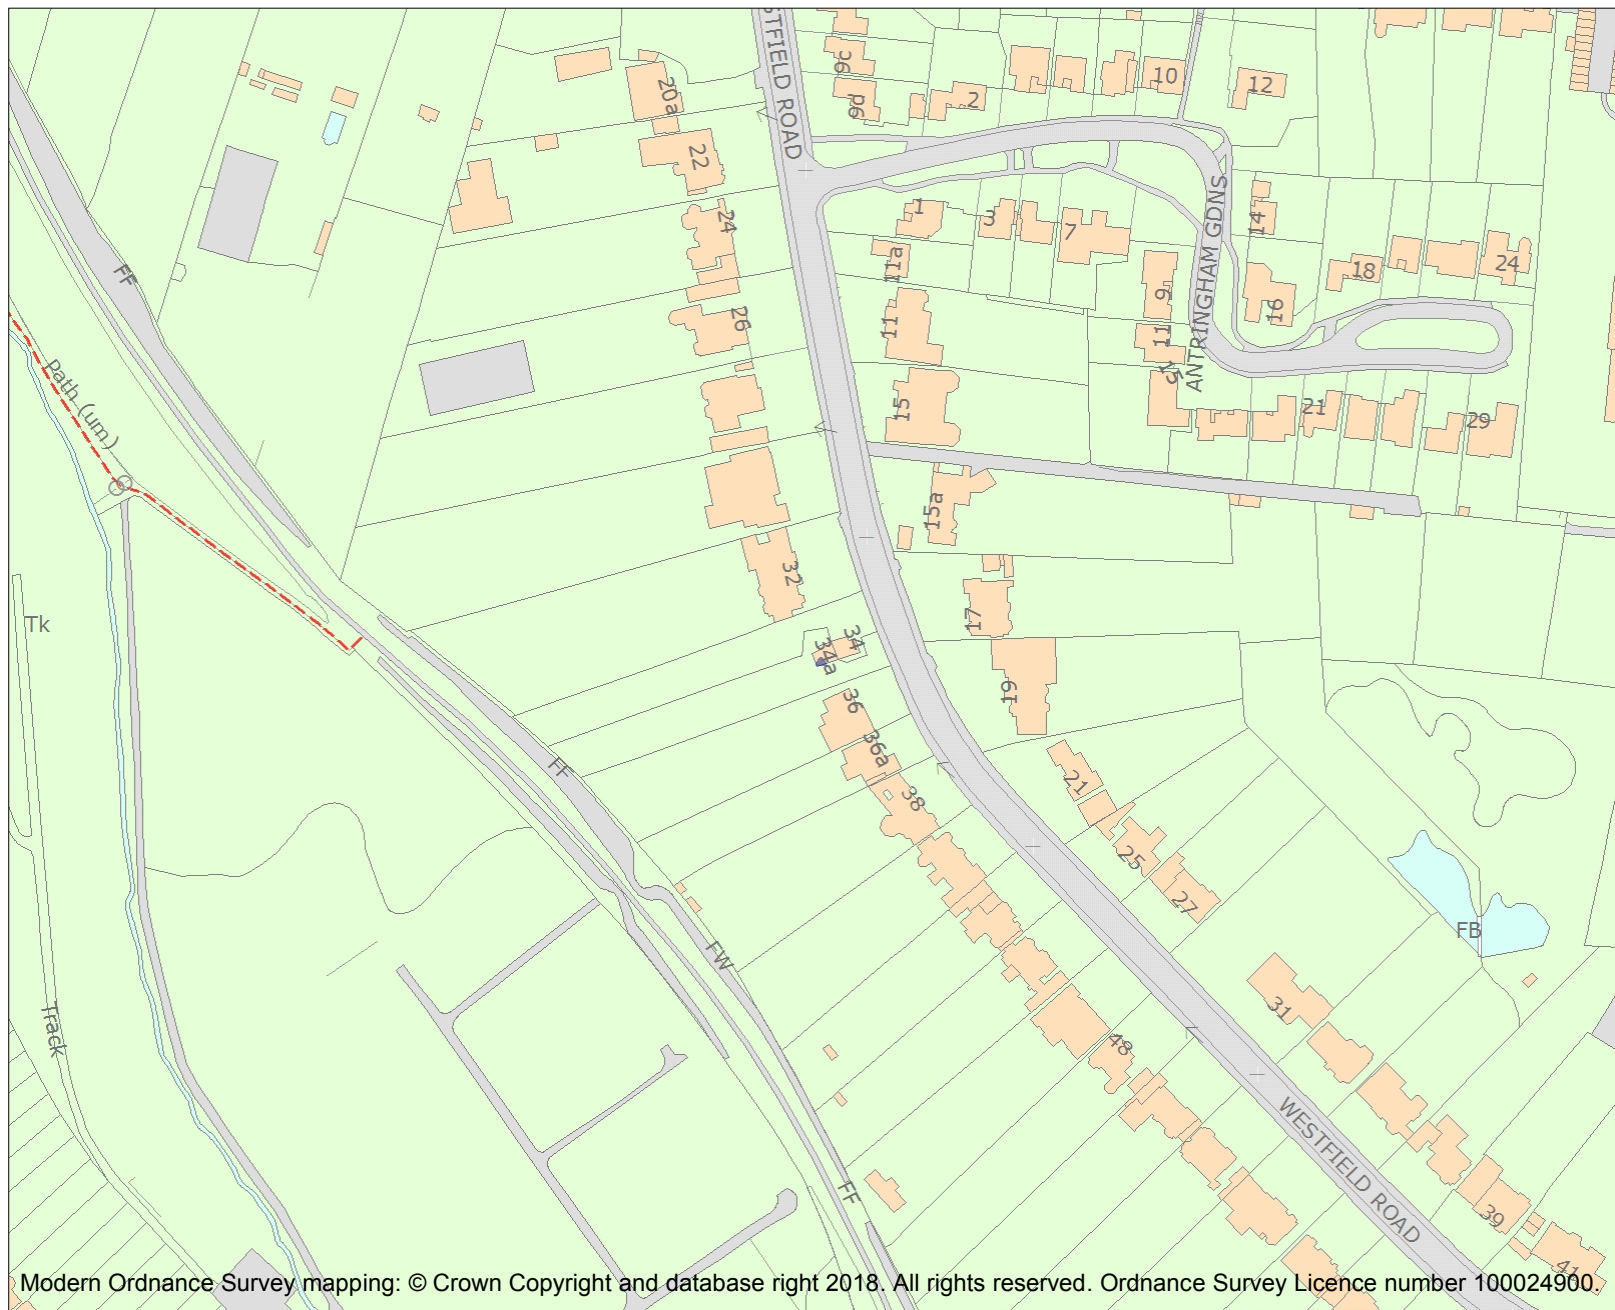 STFIELD ROAD
9c
9d
2
10
12
20a
22
24
26
1
3
7
11a
11
15
ANTRINGHAM GDNS
9
11
15
14
16
18
24
21
29
FF
Path (um)
15a
32
17
34
34a
19
36
36a
38
21
25
27
Tk
FF
FB
FW
31
48
Track
WESTFIELD ROAD
FF
39
41
Modern Ordnance Survey mapping: © Crown Copyright and database right 2018. All rights reserved. Ordnance Survey Licence number 100024900.